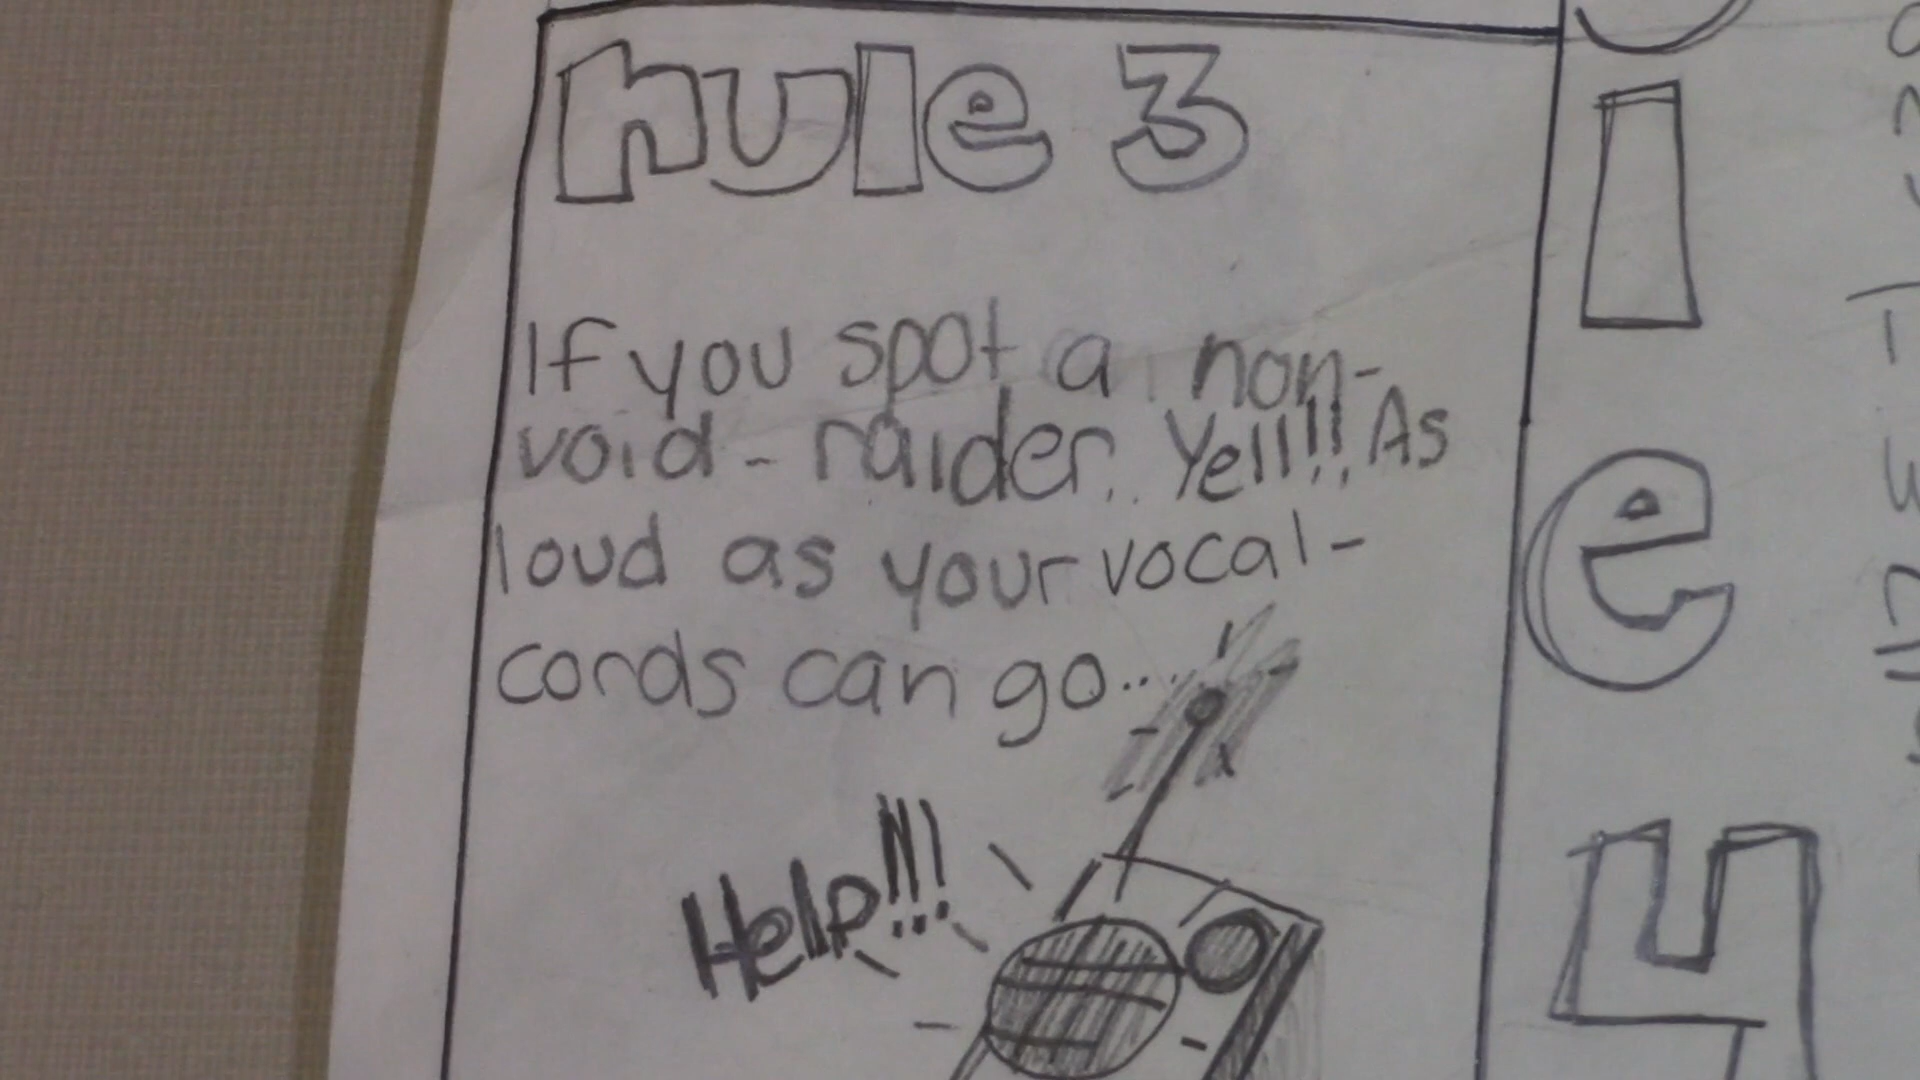 rule 3
If you spot a non-
void-raider.. Yell!!! As
loud as your vocal-
cords can go...
Help!!!
i
e
y